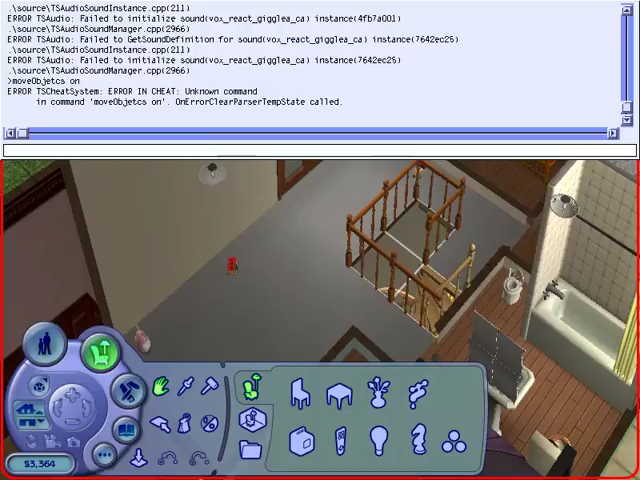 .\source\TSAudioSoundInstance.cpp(211)
ERROR TSAudio: Failed to initialize sound(vox_react_gigglea_ca) instance(4fb7a001)
.\source\TSAudioSoundManager.cpp(2966)
ERROR TSAudio: Failed to GetSoundDefinition for sound(vox_react_gigglea_ca) instance(7642ec25)
.\source\TSAudioSoundInstance.cpp(211)
ERROR TSAudio: Failed to initialize sound(vox_react_gigglea_ca) instance(7642ec25)
.\source\TSAudioSoundManager.cpp(2966)
>moveObjetcs on
ERROR TSCheatSystem: ERROR IN CHEAT: Unknown command
in command 'moveObjetcs on'. OnErrorClearParserTempState called.
§3,364